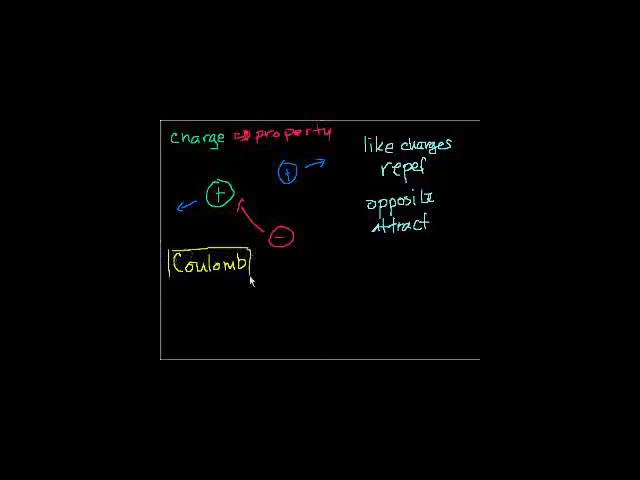 charge ⇒ property
like charges
repel
+
+
opposite
attract
-
Coulomb